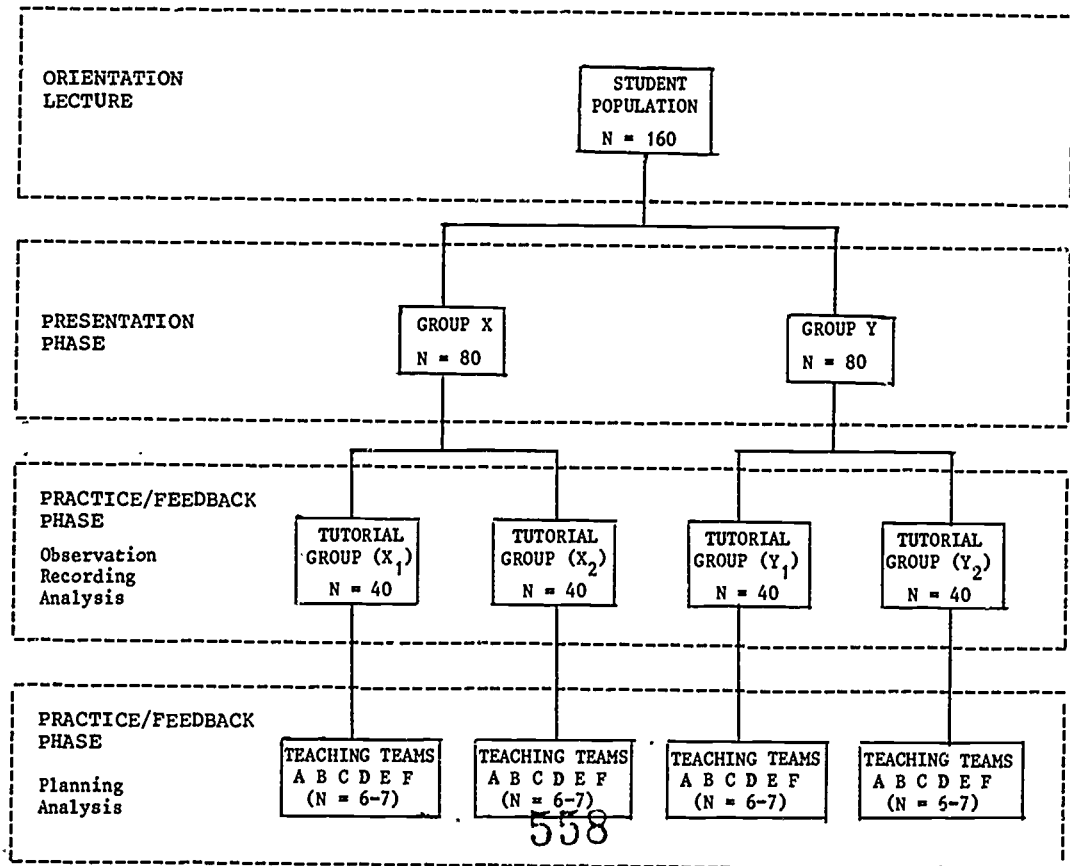 ORIENTATION
LECTURE
STUDENT
POPULATION
N = 160
PRESENTATION
PHASE
GROUP X
N = 80
GROUP Y
N = 80
PRACTICE/FEEDBACK
PHASE
Observation
Recording
Analysis
TUTORIAL
GROUP (X₁)
N = 40
TUTORIAL
GROUP (X₂)
N = 40
TUTORIAL
GROUP (Y₁)
N = 40
TUTORIAL
GROUP (Y₂)
N = 40
PRACTICE/FEEDBACK
PHASE
Planning
Analysis
TEACHING TEAMS
A B C D E F
(N = 6-7)
TEACHING TEAMS
A B C D E F
(N = 6-7)
TEACHING TEAMS
A B C D E F
(N = 6-7)
TEACHING TEAMS
A B C D E F
(N = 5-7)
558